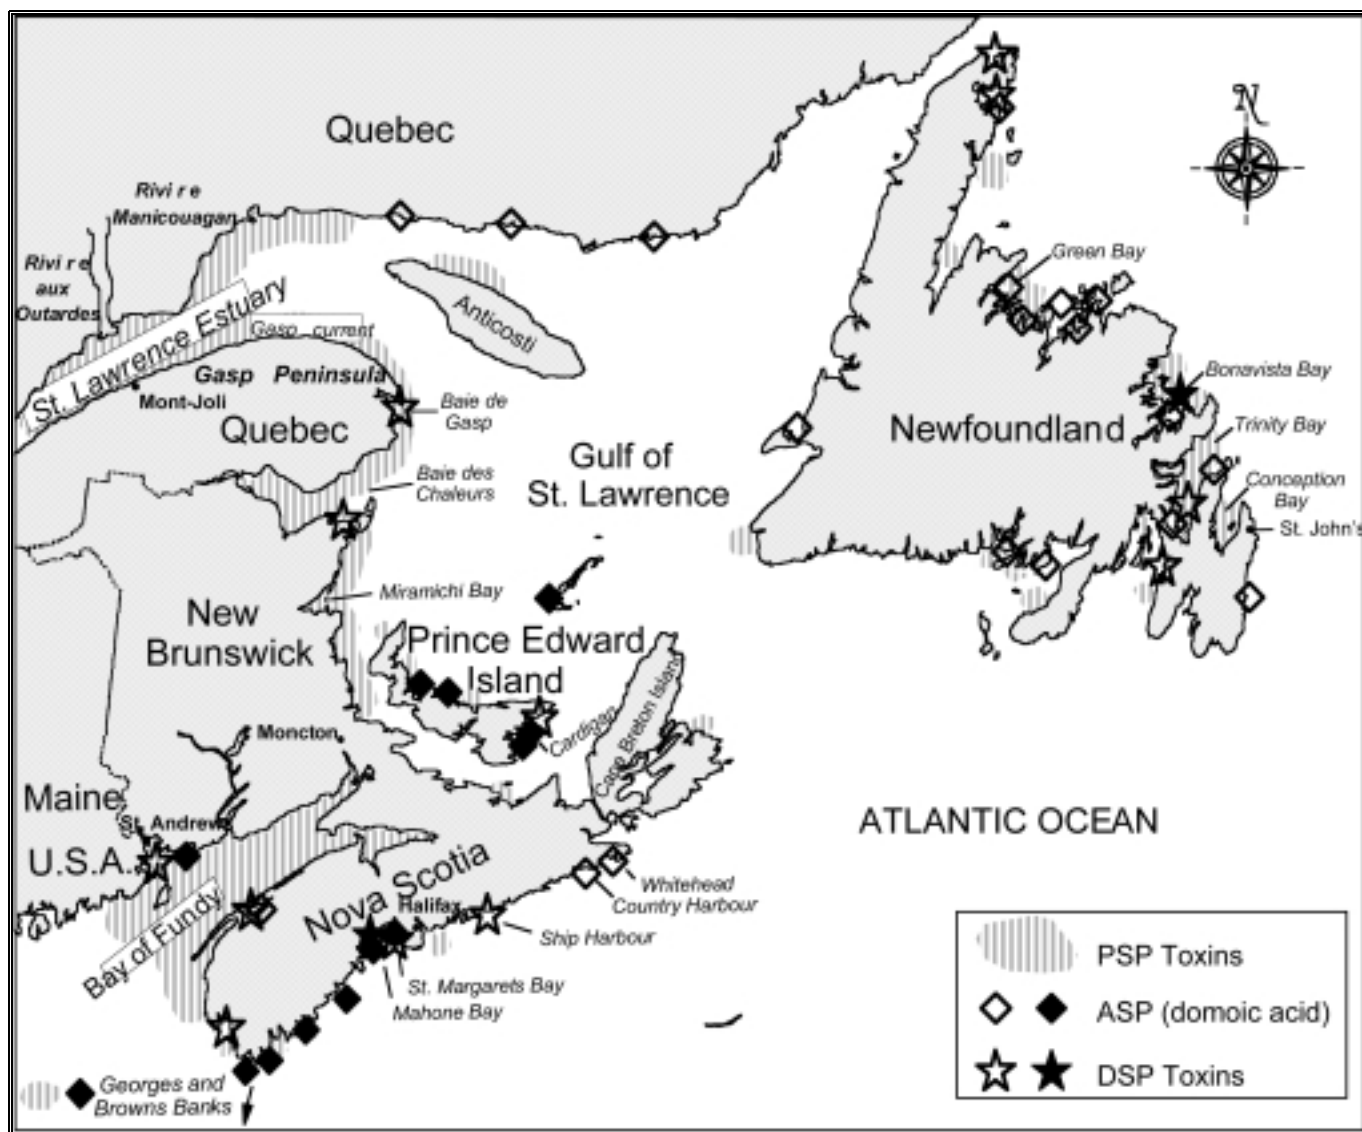 N
Quebec
Rivi r e
Manicouagan
Rivi r e
aux
Outardes
Green Bay
St. Lawrence Estuary
Gasp current
Anticosti
Gasp Peninsula
Mont-Joli
Baie de
Gasp
Quebec
Bonavista Bay
Newfoundland
Trinity Bay
Gulf of
St. Lawrence
Baie des
Chaleurs
Conception
Bay
St. John's
Miramichi Bay
New
Brunswick
Prince Edward
Island
Cape Breton Island
Cardigan
Moncton
Maine
St. Andrews
U.S.A.
ATLANTIC OCEAN
Nova Scotia
Halifax
Whitehead
Country Harbour
Ship Harbour
Bay of Fundy
St. Margarets Bay
Mahone Bay
Georges and
Browns Banks
PSP Toxins
ASP (domoic acid)
DSP Toxins